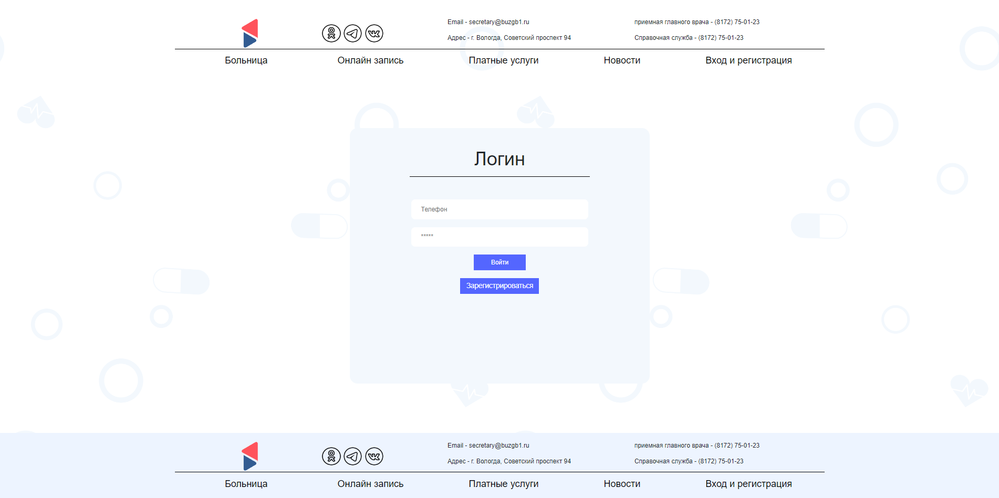 Email - secretary@buzgb1.ru
приемная главного врача - (8172) 75-01-23
Адрес - г. Вологда, Советский проспект 94
Справочная служба - (8172) 75-01-23
Больница
Онлайн запись
Платные услуги
Новости
Вход и регистрация
Логин
Телефон
*****
Войти
Зарегистрироваться
Email - secretary@buzgb1.ru
приемная главного врача - (8172) 75-01-23
Адрес - г. Вологда, Советский проспект 94
Справочная служба - (8172) 75-01-23
Больница
Онлайн запись
Платные услуги
Новости
Вход и регистрация